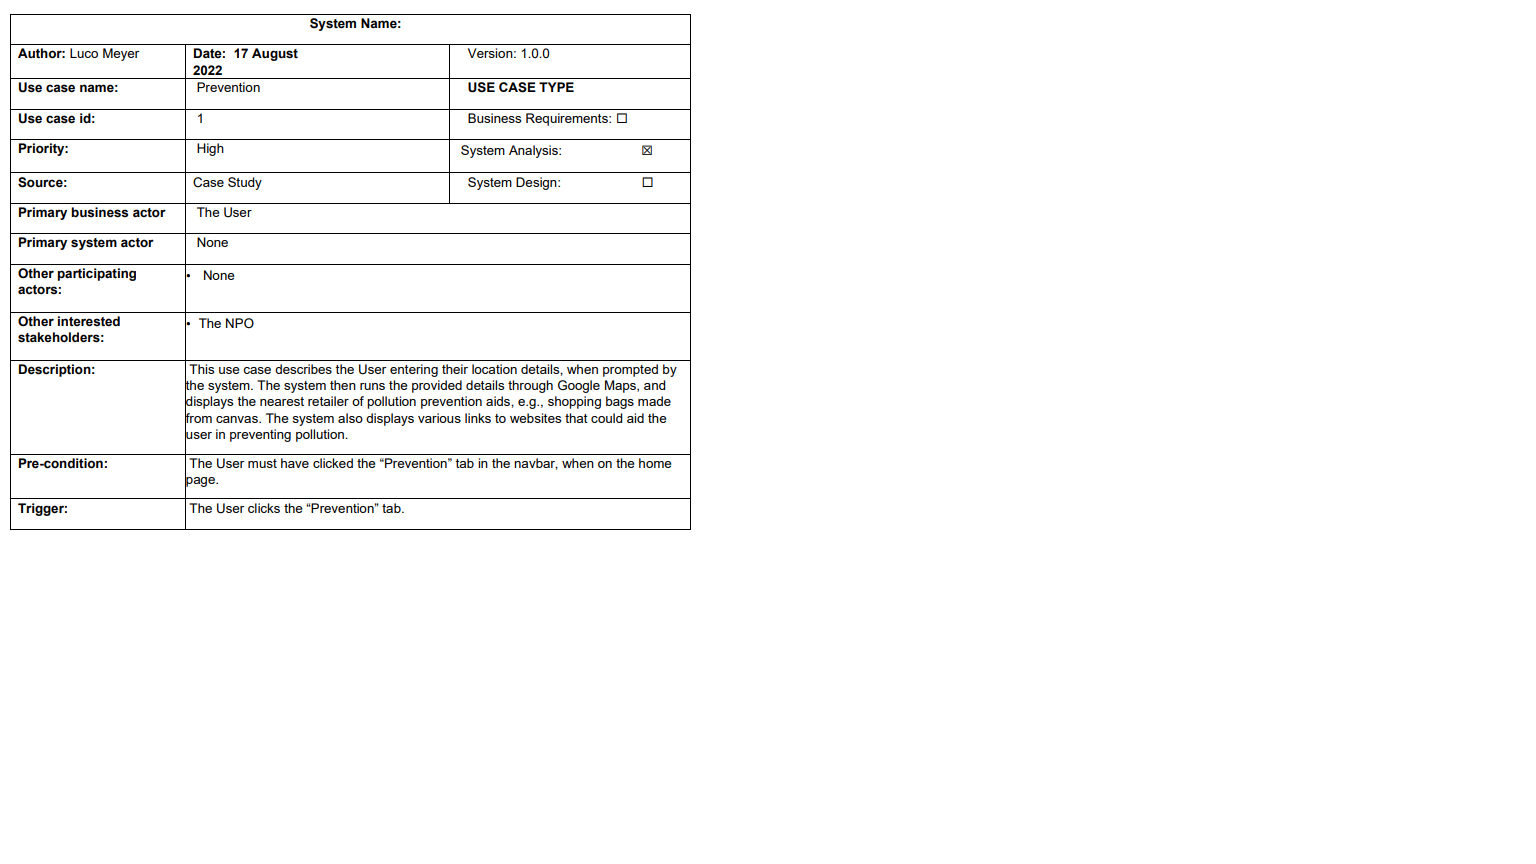 System Name:
Author: Luco Meyer
Date:  17 August
2022
Version: 1.0.0
Use case name:
Prevention
USE CASE TYPE
Use case id:
1
Business Requirements: ☐
Priority:
High
System Analysis: ☒
Source:
Case Study
System Design: ☐
Primary business actor
The User
Primary system actor
None
Other participating
actors:
• None
Other interested
stakeholders:
• The NPO
Description:
This use case describes the User entering their location details, when prompted by
the system. The system then runs the provided details through Google Maps, and
displays the nearest retailer of pollution prevention aids, e.g., shopping bags made
from canvas. The system also displays various links to websites that could aid the
user in preventing pollution.
Pre-condition:
The User must have clicked the “Prevention” tab in the navbar, when on the home
page.
Trigger:
The User clicks the “Prevention” tab.